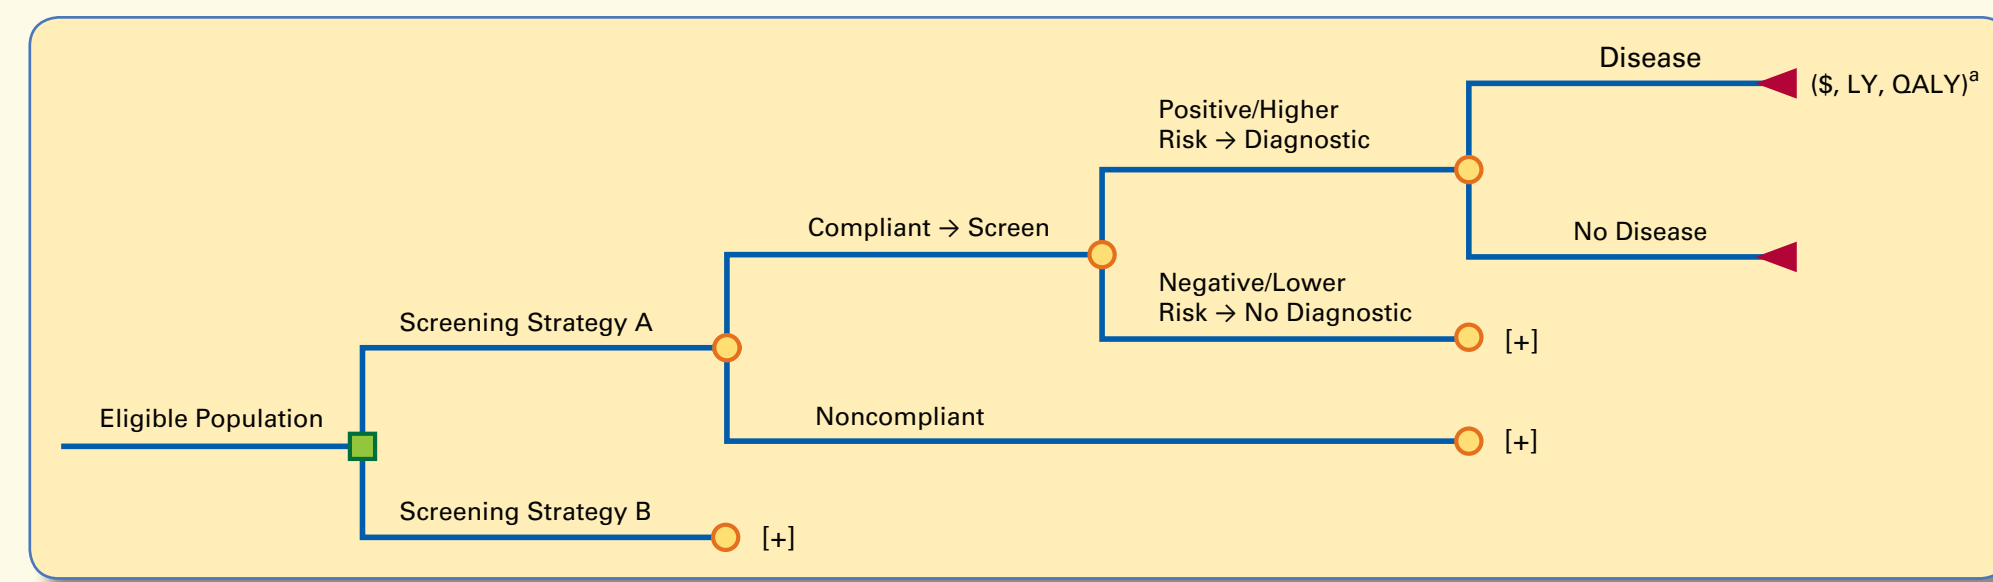 Disease
($, LY, QALY)a
Positive/Higher
Risk → Diagnostic
Compliant → Screen
No Disease
Negative/Lower
Risk → No Diagnostic
[+]
Screening Strategy A
Eligible Population
Noncompliant
[+]
Screening Strategy B
[+]